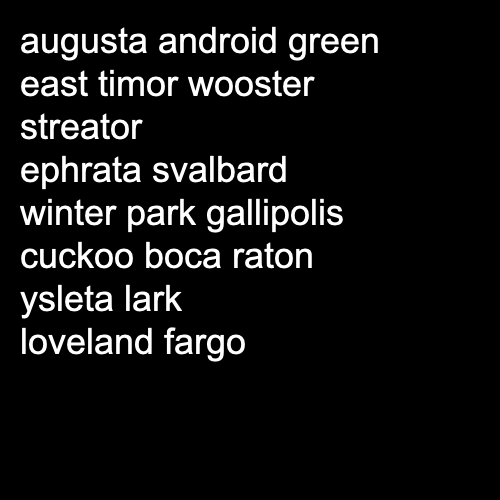 augusta android green
east timor wooster
streator
ephrata svalbard
winter park gallipolis
cuckoo boca raton
ysleta lark
loveland fargo